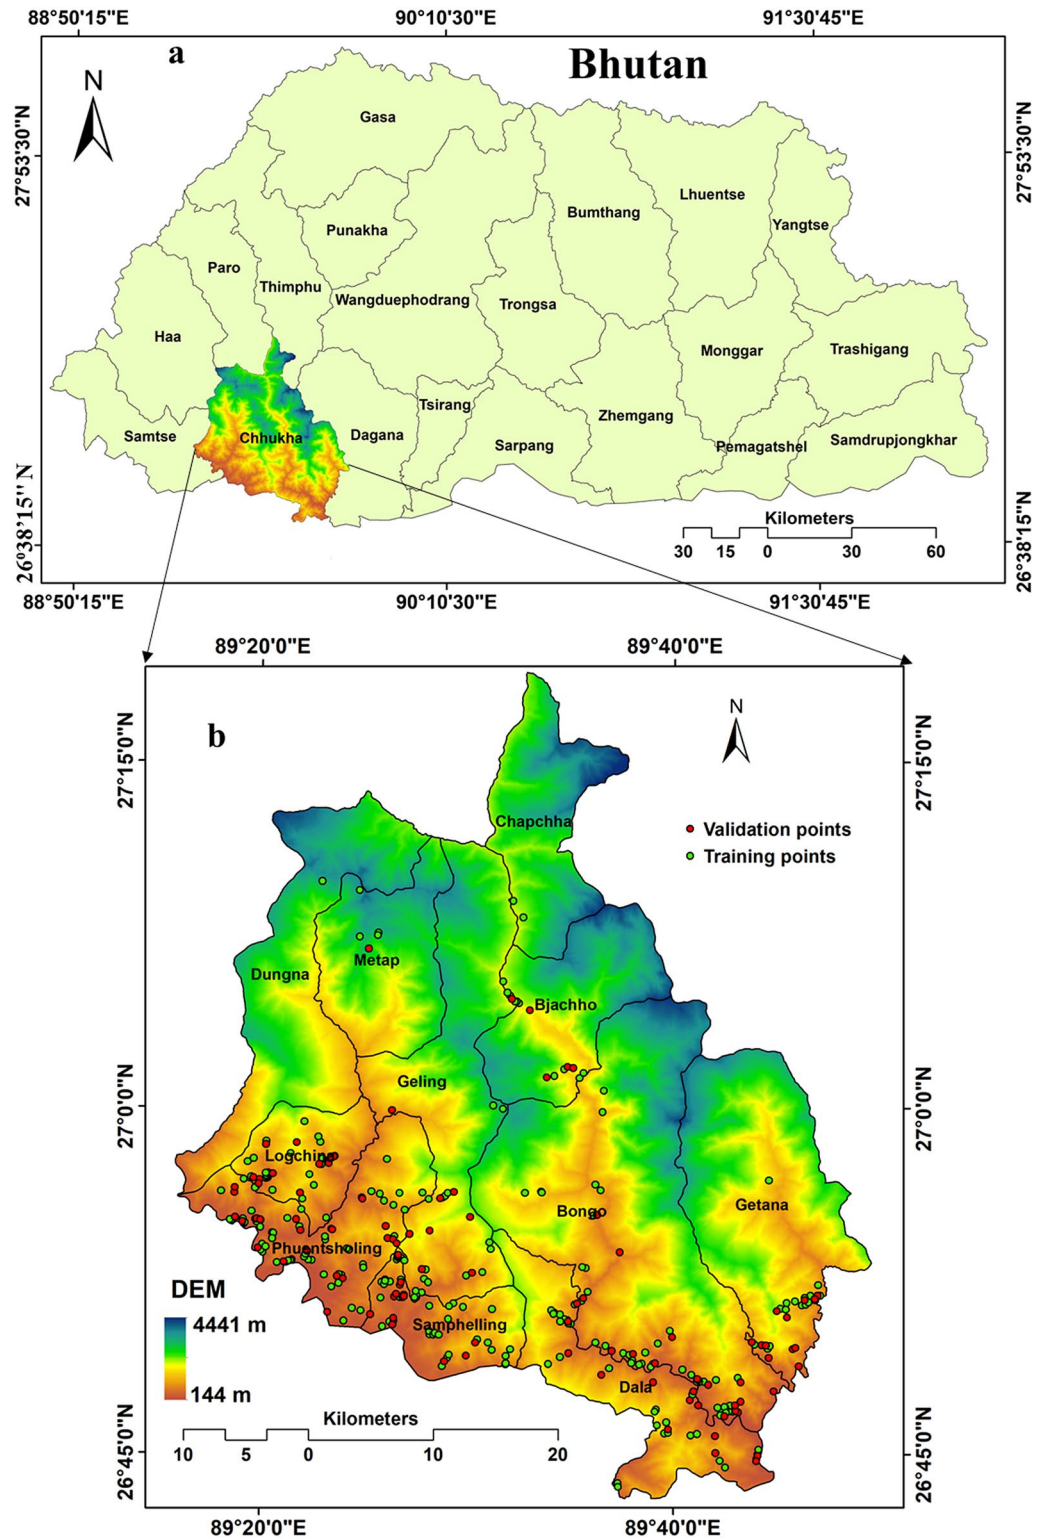 88°50'15"E 90°10'30"E 91°30'45"E
a
Bhutan
N
27°53'30"N
27°53'30"N
Gasa
Lhuentse
Bumthang
Yangtse
Punakha
Paro
Thimphu
Wangduephodrang
Trongsa
Haa
Monggar
Trashigang
Tsirang
Zhemgang
Samtse
Chhukha
Dagana
Sarpang
Pemagatshel
Samdrupjongkhar
26°38'15'' N
26°38'15"N
Kilometers
30 15 0 30 60
88°50'15"E 90°10'30"E 91°30'45"E
89°20'0"E 89°40'0"E
b
N
27°15'0"N
27°15'0"N
Chapchha
Validation points
Training points
Metap
Dungna
Bjachho
Geling
27°0'0"N
27°0'0"N
Logchina
Getana
Bongo
Phuentsholing
DEM
4441 m
144 m
Samphelling
Dala
Kilometers
10 5 0 10 20
26°45'0"N
26°45'0"N
89°20'0"E 89°40'0"E